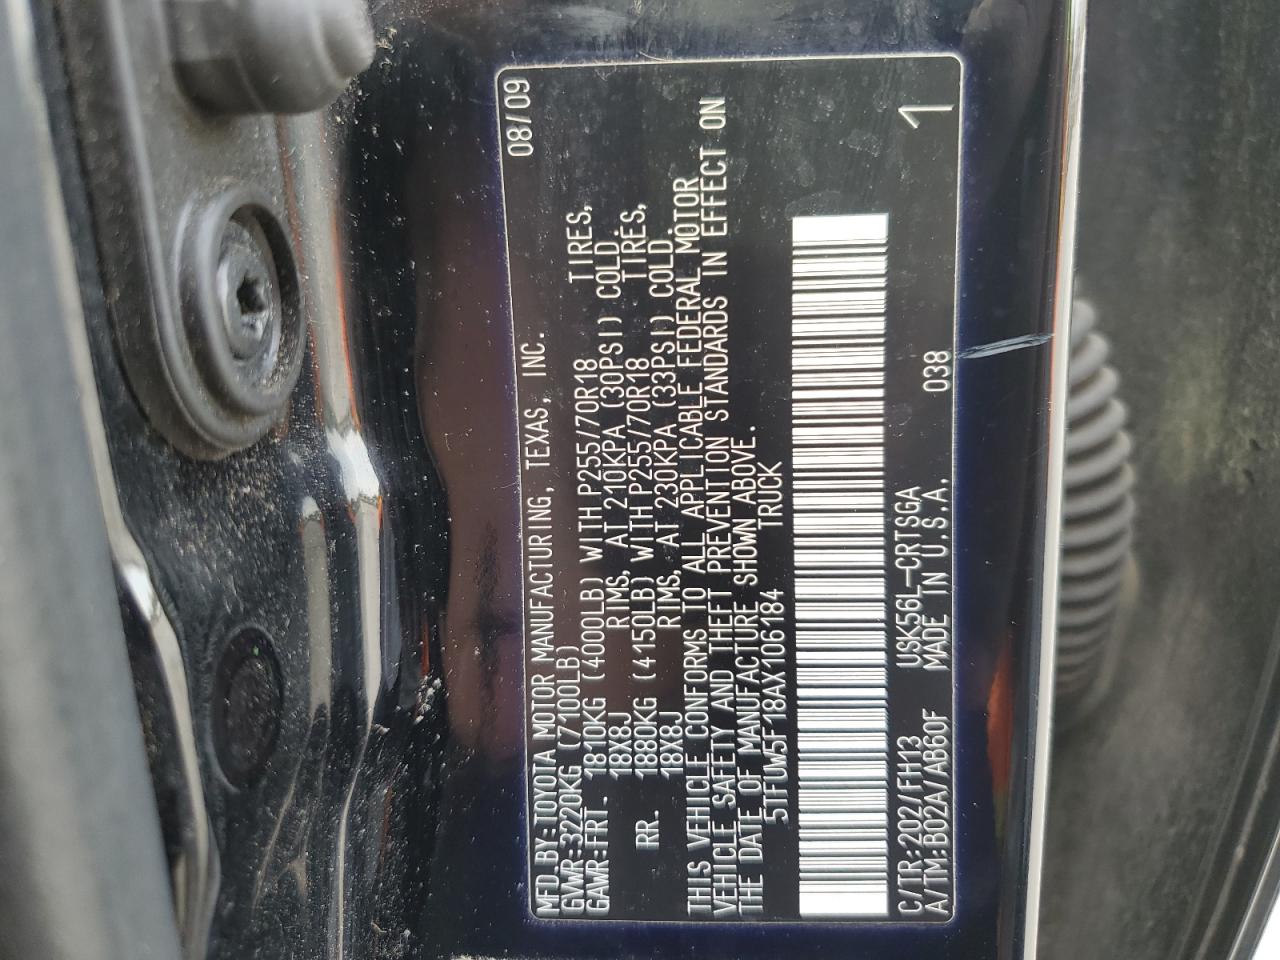 08/09
MFD.BY:TOYOTA MOTOR MANUFACTURING, TEXAS, INC.
GVWR:3220KG (7100LB)
GAWR:FRT. 1810KG (4000LB) WITH P255/70R18 TIRES,
18X8J RIMS, AT 210KPA (30PSI) COLD.
RR. 1880KG (4150LB) WITH P255/70R18 TIRES,
18X8J RIMS, AT 230KPA (33PSI) COLD.
THIS VEHICLE CONFORMS TO ALL APPLICABLE FEDERAL MOTOR
VEHICLE SAFETY AND THEFT PREVENTION STANDARDS IN EFFECT ON
THE DATE OF MANUFACTURE SHOWN ABOVE.
5TFUW5F18AX106184 TRUCK
C/TR:202/FH13 USK56L-CRTSGA
A/TM:B02A/AB60F MADE IN U.S.A. 038 1